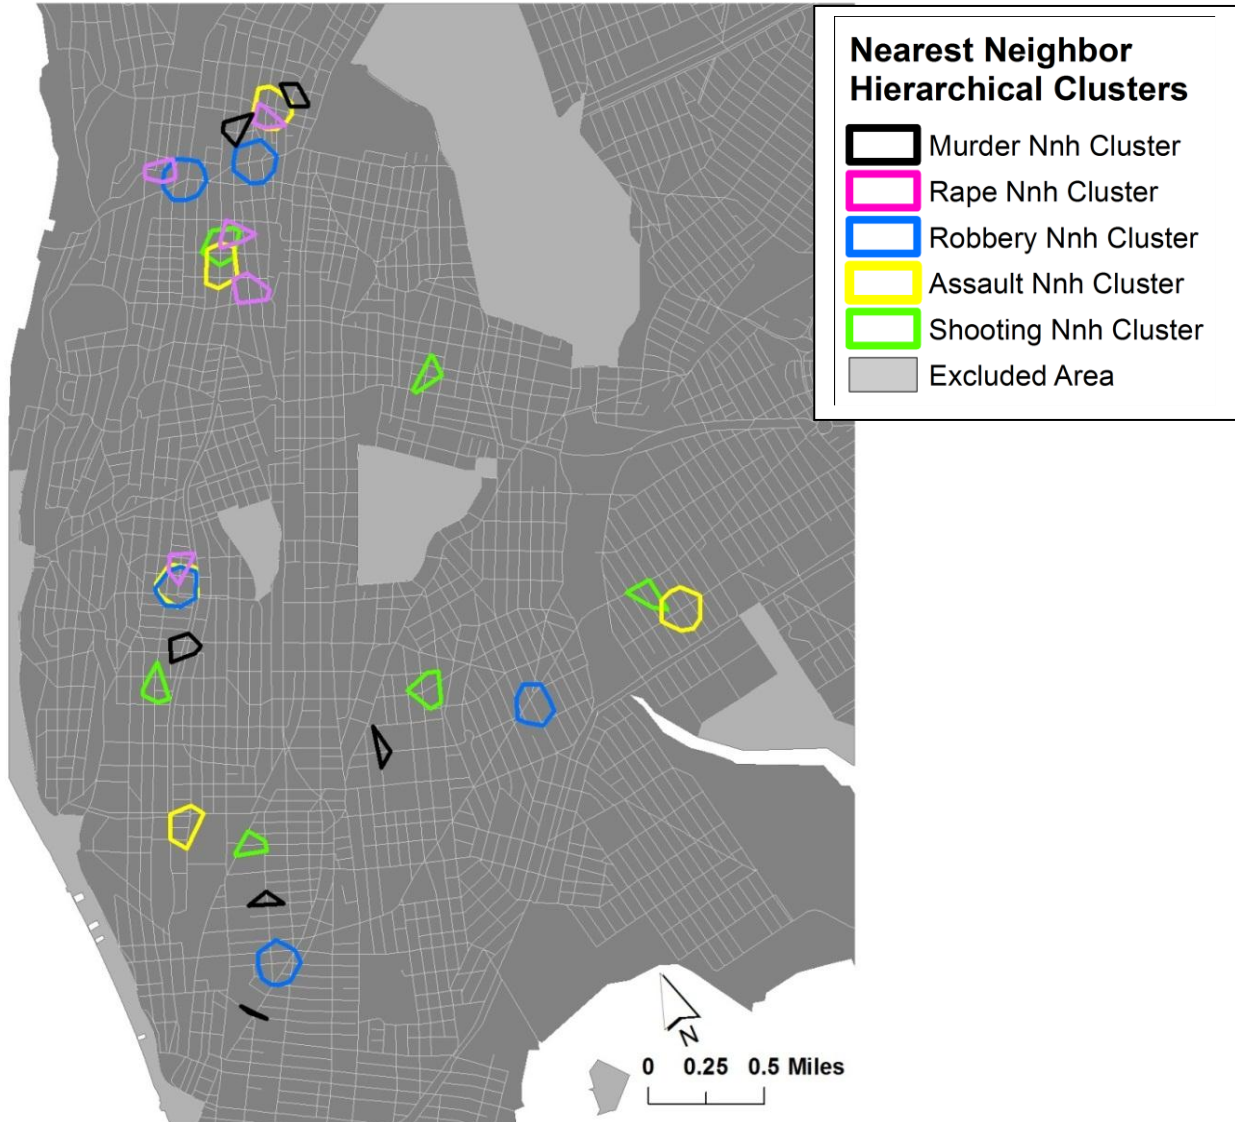 Nearest Neighbor
Hierarchical Clusters
Murder Nnh Cluster
Rape Nnh Cluster
Robbery Nnh Cluster
Assault Nnh Cluster
Shooting Nnh Cluster
Excluded Area
N
0 0.25 0.5 Miles